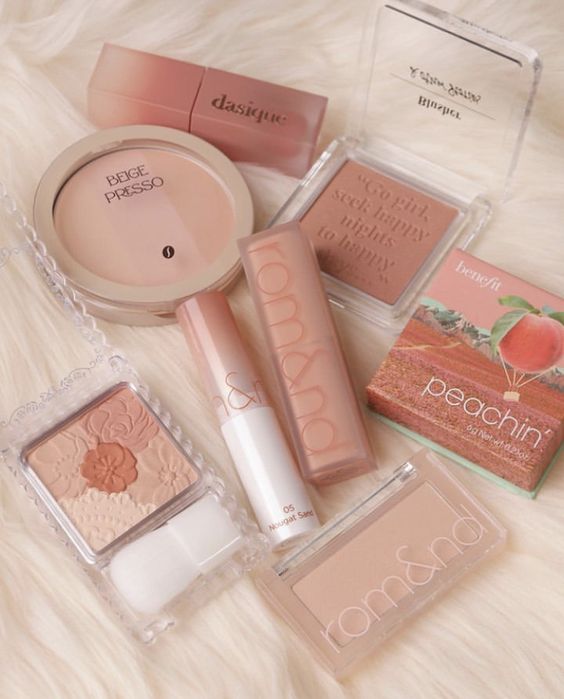 dasique
Blusher
BEIGE
PRESSO
"Go girl,
seek happy
nights
to happy
rom&nd
rom&nd
05
Nougat Sand
benefit
peachin'
rom&nd